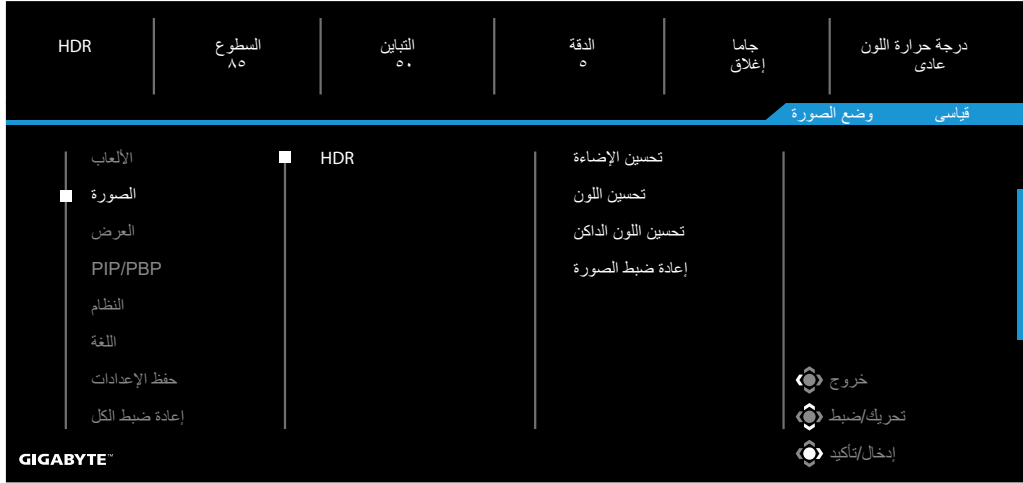 HDR
السطوع
٨٥
التباين
٥٠
الدقة
٥
جاما
إغلاق
درجة حرارة اللون
عادى
وضع الصورة
قياسى
الألعاب
الصورة
العرض
PIP/PBP
النظام
اللغة
حفظ الإعدادات
إعادة ضبط الكل
HDR
تحسين الإضاءة
تحسين اللون
تحسين اللون الداكن
إعادة ضبط الصورة
خروج
تحريك/ضبط
إدخال/تأكيد
GIGABYTE™